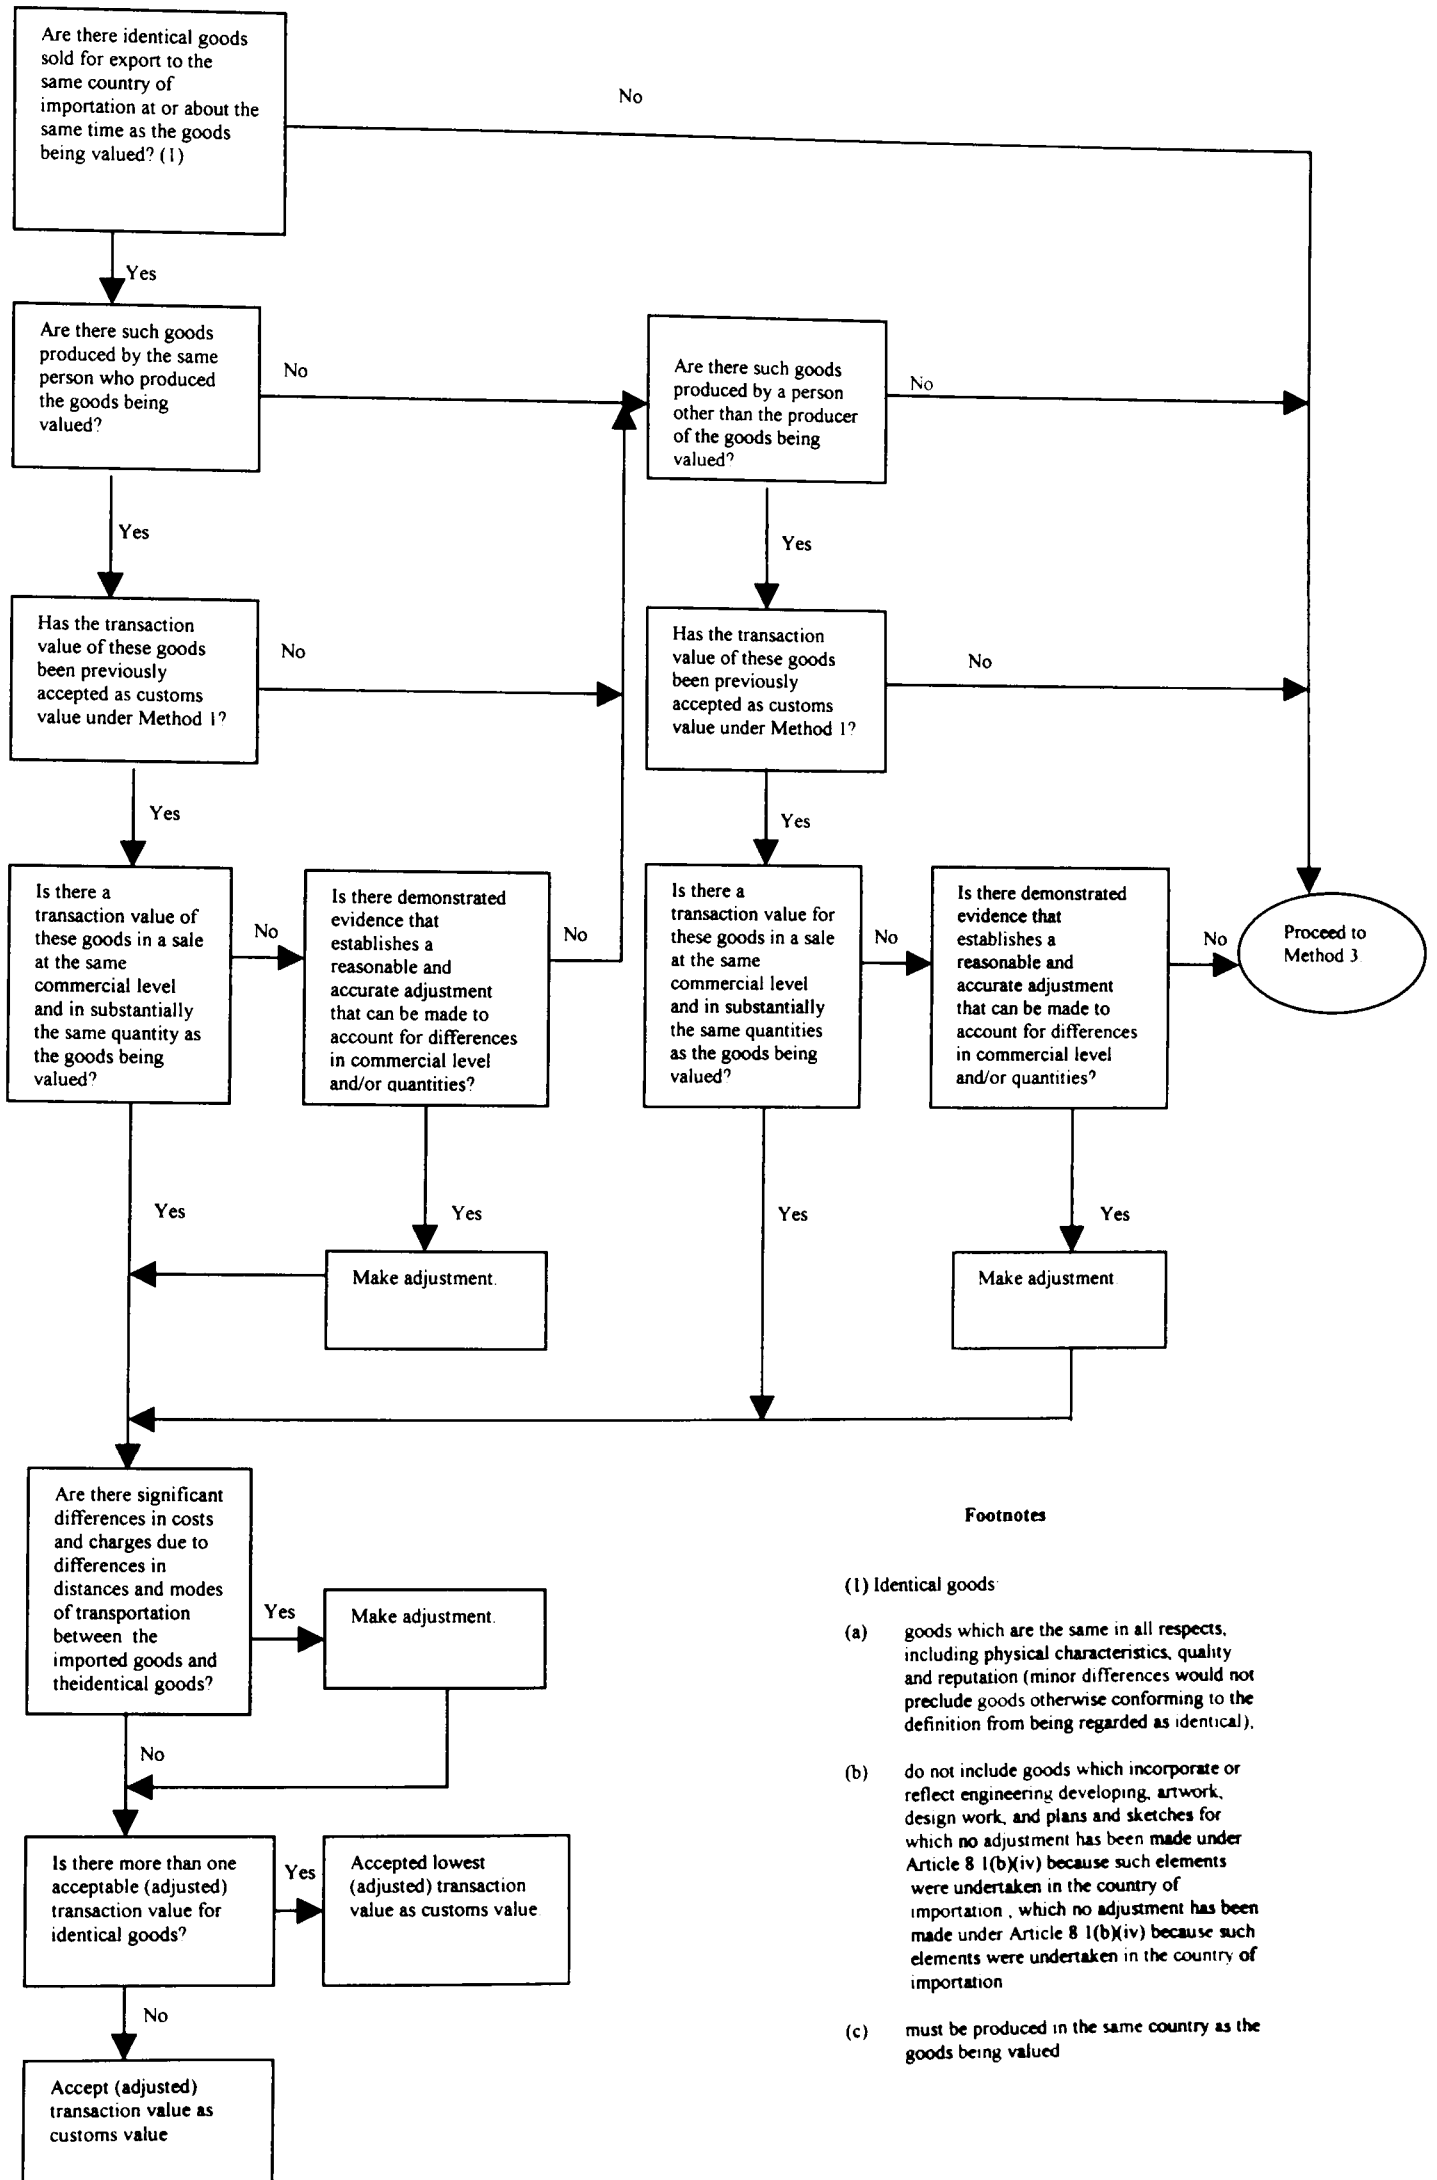 Are there identical goods
sold for export to the
same country of
importation at or about the
same time as the goods
being valued? (1)
No
Yes
Are there such goods
produced by the same
person who produced
the goods being
valued?
No
Are there such goods
produced by a person
other than the producer
of the goods being
valued?
No
Yes
Yes
Has the transaction
value of these goods
been previously
accepted as customs
value under Method 1?
No
Has the transaction
value of these goods
been previously
accepted as customs
value under Method 1?
No
Yes
Yes
Is there a
transaction value of
these goods in a sale
at the same
commercial level
and in substantially
the same quantity as
the goods being
valued?
No
Is there demonstrated
evidence that
establishes a
reasonable and
accurate adjustment
that can be made to
account for differences
in commercial level
and/or quantities?
No
Is there a
transaction value for
these goods in a sale
at the same
commercial level
and in substantially
the same quantities
as the goods being
valued?
No
Is there demonstrated
evidence that
establishes a
reasonable and
accurate adjustment
that can be made to
account for differences
in commercial level
and/or quantities?
No
Proceed to
Method 3.
Yes
Yes
Yes
Yes
Make adjustment.
Make adjustment
Are there significant
differences in costs
and charges due to
differences in
distances and modes
of transportation
between the
imported goods and
theidentical goods?
Yes
Make adjustment.
No
Is there more than one
acceptable (adjusted)
transaction value for
identical goods?
Yes
Accepted lowest
(adjusted) transaction
value as customs value
No
Accept (adjusted)
transaction value as
customs value
Footnotes
(1) Identical goods
(a) goods which are the same in all respects,
including physical characteristics, quality
and reputation (minor differences would not
preclude goods otherwise conforming to the
definition from being regarded as identical),
(b) do not include goods which incorporate or
reflect engineering developing, artwork,
design work, and plans and sketches for
which no adjustment has been made under
Article 8 1(b)(iv) because such elements
were undertaken in the country of
importation , which no adjustment has been
made under Article 8 1(b)(iv) because such
elements were undertaken in the country of
importation
(c) must be produced in the same country as the
goods being valued